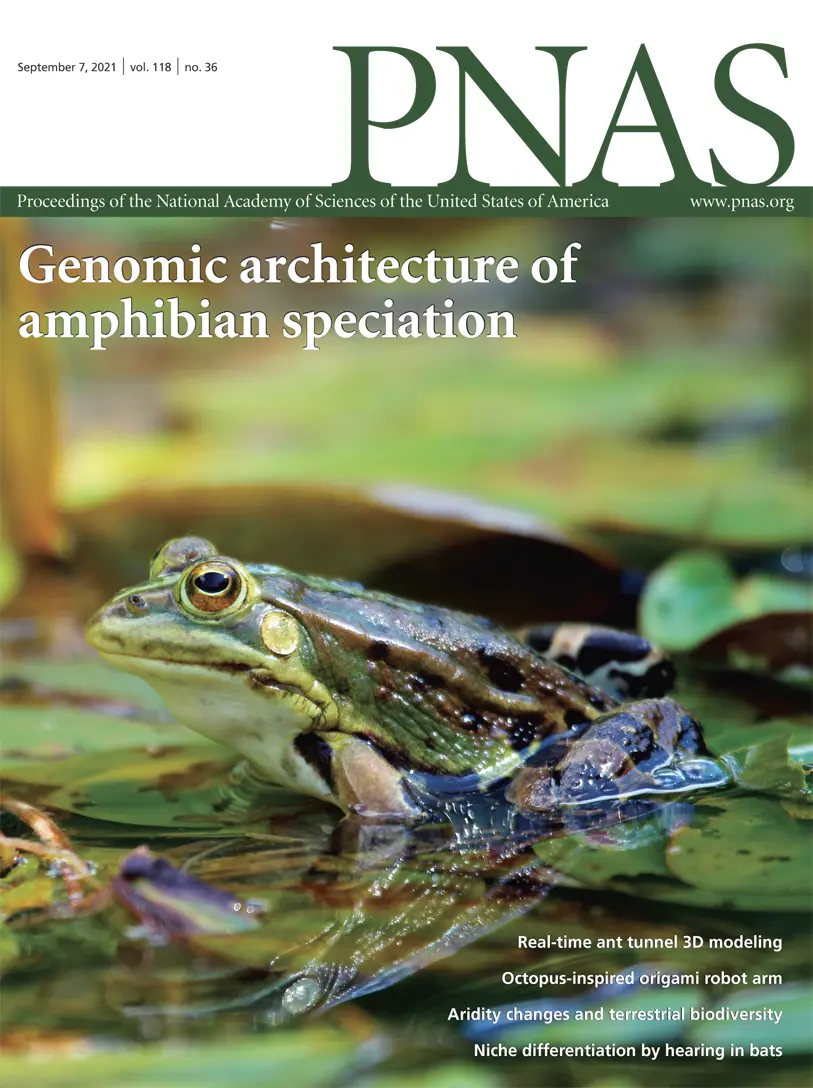 September 7, 2021 | vol. 118 | no. 36
PNAS
Proceedings of the National Academy of Sciences of the United States of America www.pnas.org
Genomic architecture of
amphibian speciation
Real-time ant tunnel 3D modeling
Octopus-inspired origami robot arm
Aridity changes and terrestrial biodiversity
Niche differentiation by hearing in bats